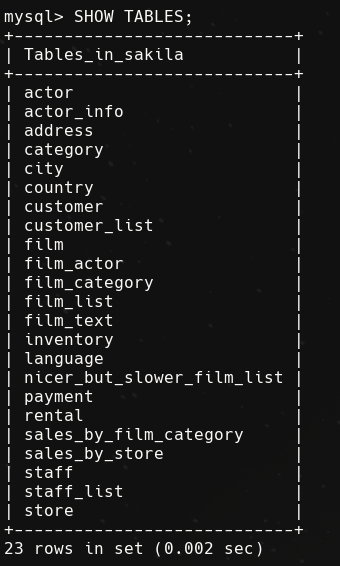 mysql> SHOW TABLES;
+----------------------------+
| Tables_in_sakila           |
+----------------------------+
| actor                      |
| actor_info                 |
| address                    |
| category                   |
| city                       |
| country                    |
| customer                   |
| customer_list              |
| film                       |
| film_actor                 |
| film_category              |
| film_list                  |
| film_text                  |
| inventory                  |
| language                   |
| nicer_but_slower_film_list |
| payment                    |
| rental                     |
| sales_by_film_category     |
| sales_by_store             |
| staff                      |
| staff_list                 |
| store                      |
+----------------------------+
23 rows in set (0.002 sec)